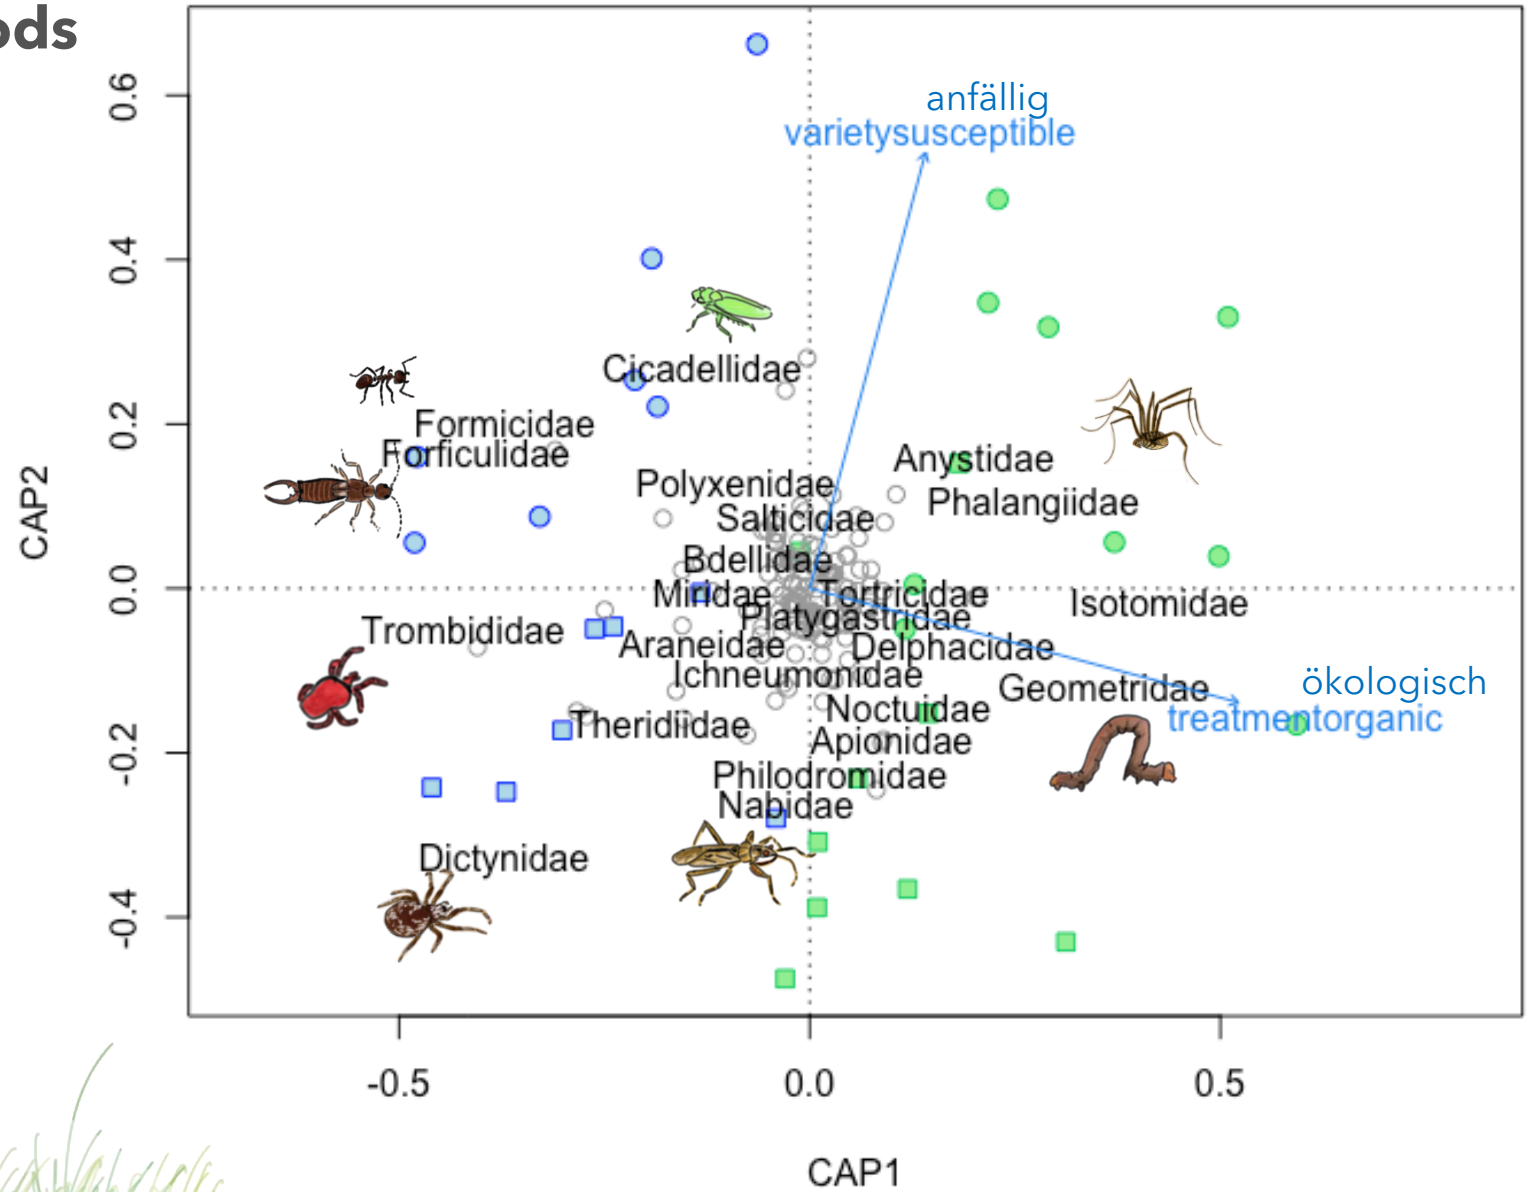 ods
0.6
0.4
0.2
0.0
-0.2
-0.4
CAP2
anfällig
varietysusceptible
Cicadellidae
Formicidae
Forficulidae
Anystidae
Polyxenidae
Phalangiidae
Salticidae
Bdellidae
Miridae
Tortricidae
Isotomidae
Platygastridae
Trombididae
Araneidae
Delphacidae
Ichneumonidae
Geometridae
ökologisch
Noctuidae
treatmentorganic
Theridiidae
Apionidae
Philodromidae
Nabidae
Dictynidae
-0.5
0.0
0.5
CAP1